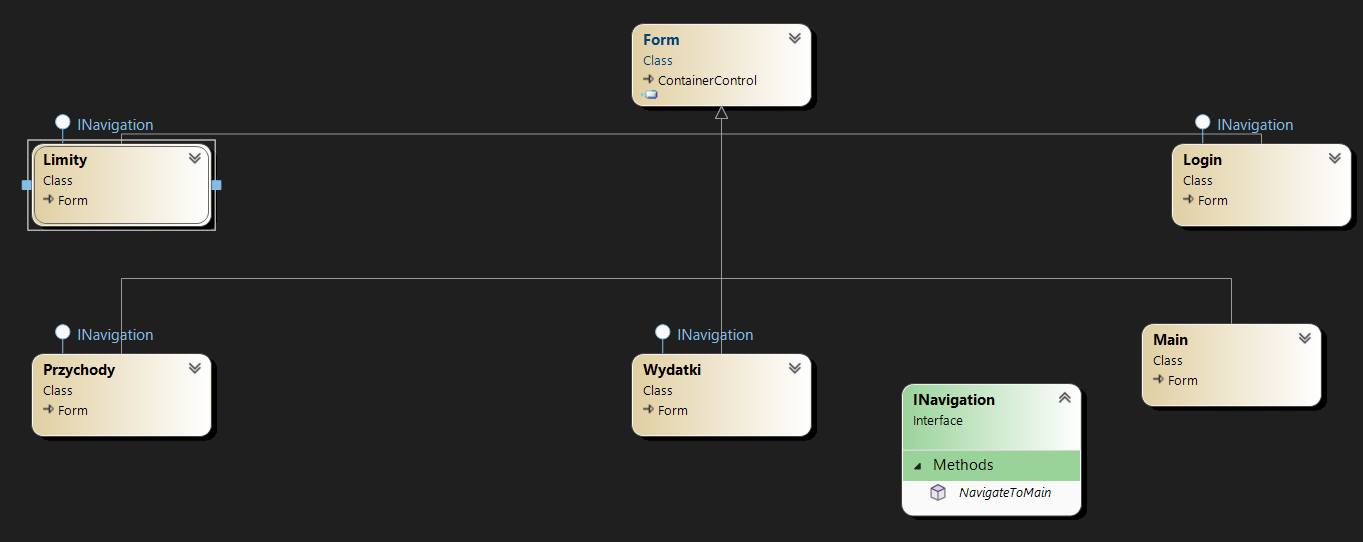 Form
Class
ContainerControl
INavigation
Limity
Class
Form
INavigation
Login
Class
Form
INavigation
Przychody
Class
Form
INavigation
Wydatki
Class
Form
Main
Class
Form
INavigation
Interface
Methods
NavigateToMain